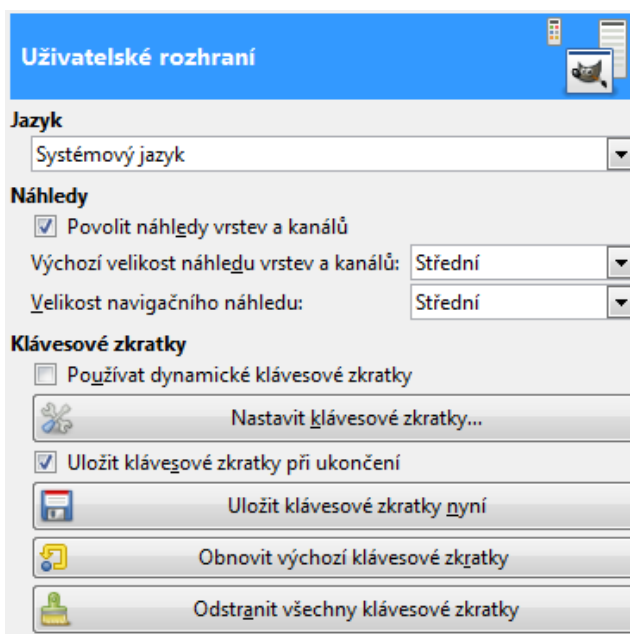 Uživatelské rozhraní
Jazyk
Systémový jazyk
Náhledy
Povolit náhledy vrstev a kanálů
Výchozí velikost náhledu vrstev a kanálů: Střední
Velikost navigačního náhledu: Střední
Klávesové zkratky
Používat dynamické klávesové zkratky
Nastavit klávesové zkratky...
Uložit klávesové zkratky při ukončení
Uložit klávesové zkratky nyní
Obnovit výchozí klávesové zkratky
Odstranit všechny klávesové zkratky